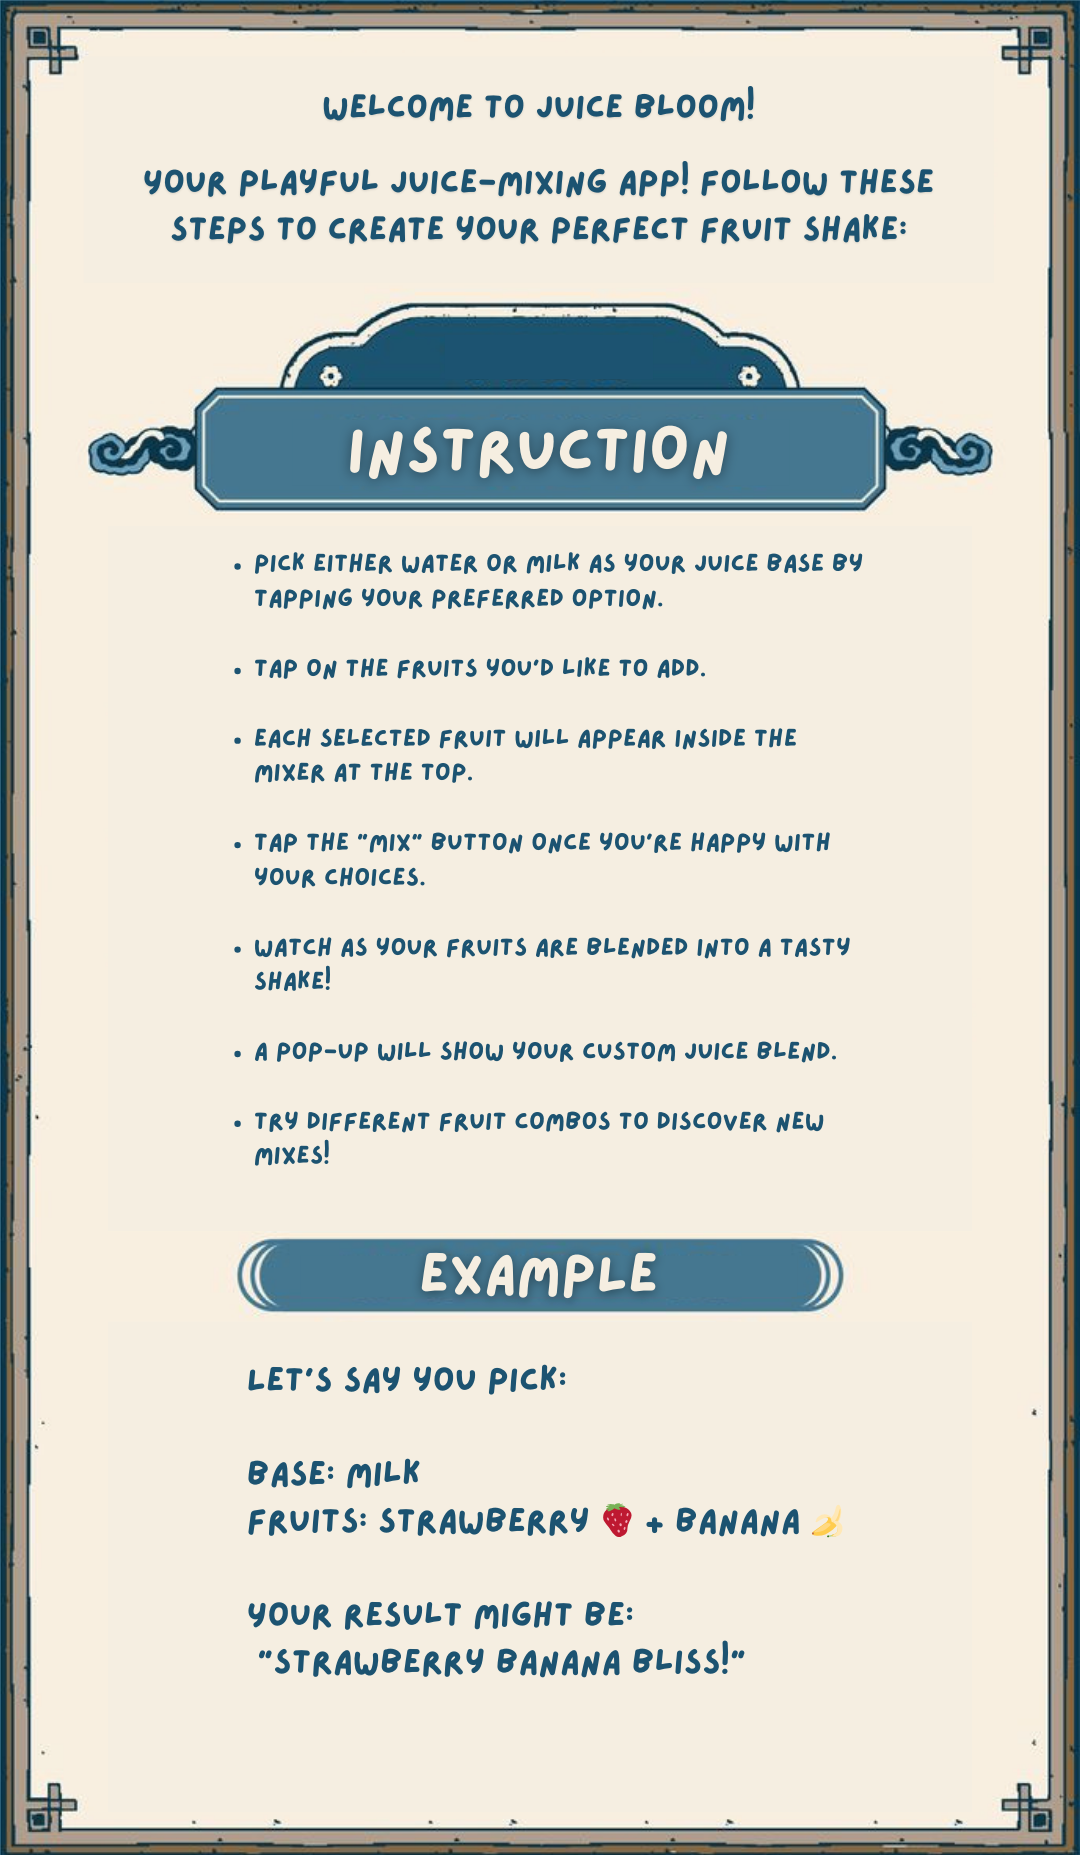 WELCOME TO JUICE BLOOM!
YOUR PLAYFUL JUICE-MIXING APP! FOLLOW THESE
STEPS TO CREATE YOUR PERFECT FRUIT SHAKE:
INSTRUCTION
• PICK EITHER WATER OR MILK AS YOUR JUICE BASE BY
TAPPING YOUR PREFERRED OPTION.
• TAP ON THE FRUITS YOU'D LIKE TO ADD.
• EACH SELECTED FRUIT WILL APPEAR INSIDE THE
MIXER AT THE TOP.
• TAP THE "MIX" BUTTON ONCE YOU'RE HAPPY WITH
YOUR CHOICES.
• WATCH AS YOUR FRUITS ARE BLENDED INTO A TASTY
SHAKE!
• A POP-UP WILL SHOW YOUR CUSTOM JUICE BLEND.
• TRY DIFFERENT FRUIT COMBOS TO DISCOVER NEW
MIXES!
EXAMPLE
LET'S SAY YOU PICK:
BASE: MILK
FRUITS: STRAWBERRY 🍓 + BANANA 🍌
YOUR RESULT MIGHT BE:
"STRAWBERRY BANANA BLISS!"